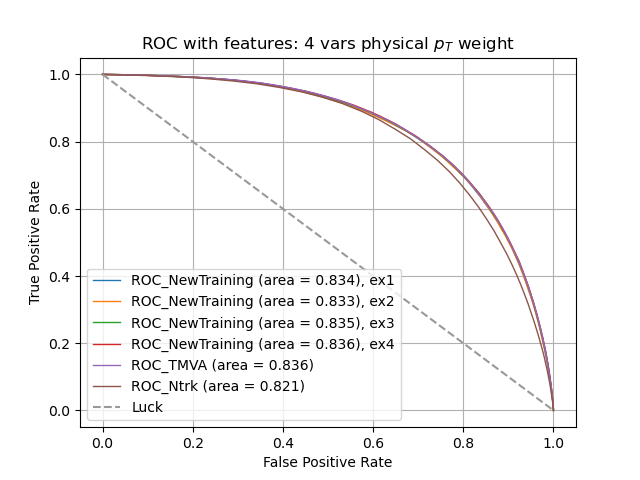 ROC with features: 4 vars physical p_T weight
True Positive Rate
1.0
0.8
0.6
0.4
0.2
0.0
ROC_NewTraining (area = 0.834), ex1
ROC_NewTraining (area = 0.833), ex2
ROC_NewTraining (area = 0.835), ex3
ROC_NewTraining (area = 0.836), ex4
ROC_TMVA (area = 0.836)
ROC_Ntrk (area = 0.821)
Luck
0.0 0.2 0.4 0.6 0.8 1.0
False Positive Rate